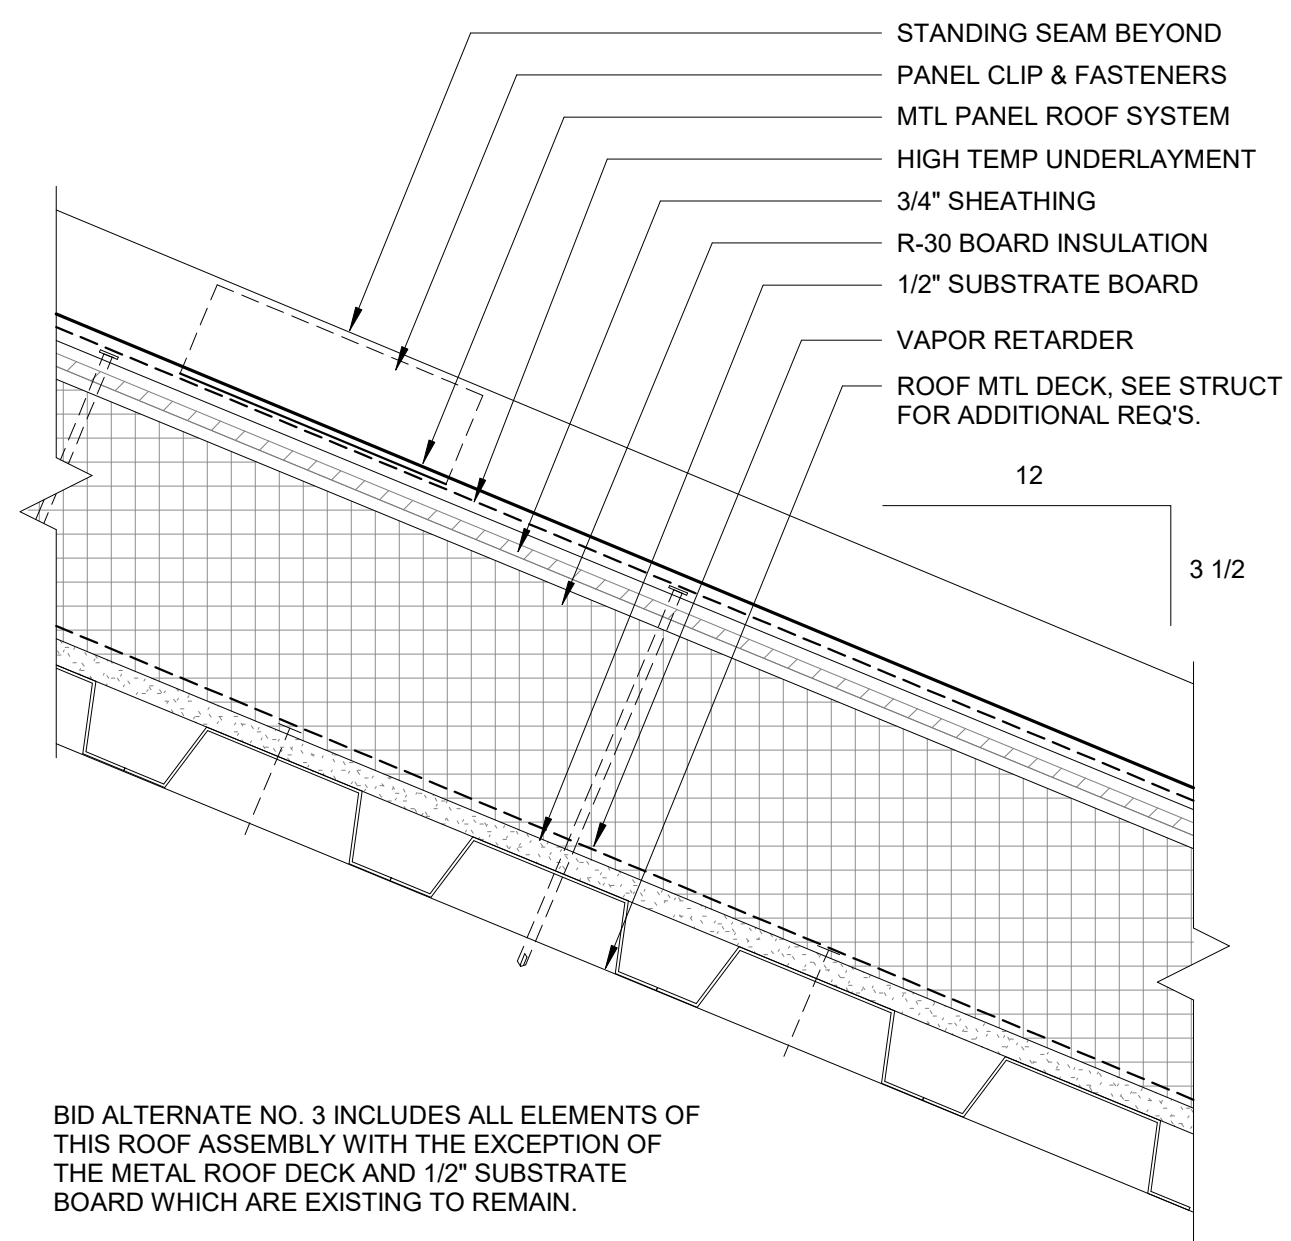 STANDING SEAM BEYOND
PANEL CLIP & FASTENERS
MTL PANEL ROOF SYSTEM
HIGH TEMP UNDERLAYMENT
3/4" SHEATHING
R-30 BOARD INSULATION
1/2" SUBSTRATE BOARD
VAPOR RETARDER
ROOF MTL DECK, SEE STRUCT
FOR ADDITIONAL REQ'S.
12
3 1/2
BID ALTERNATE NO. 3 INCLUDES ALL ELEMENTS OF
THIS ROOF ASSEMBLY WITH THE EXCEPTION OF
THE METAL ROOF DECK AND 1/2" SUBSTRATE
BOARD WHICH ARE EXISTING TO REMAIN.